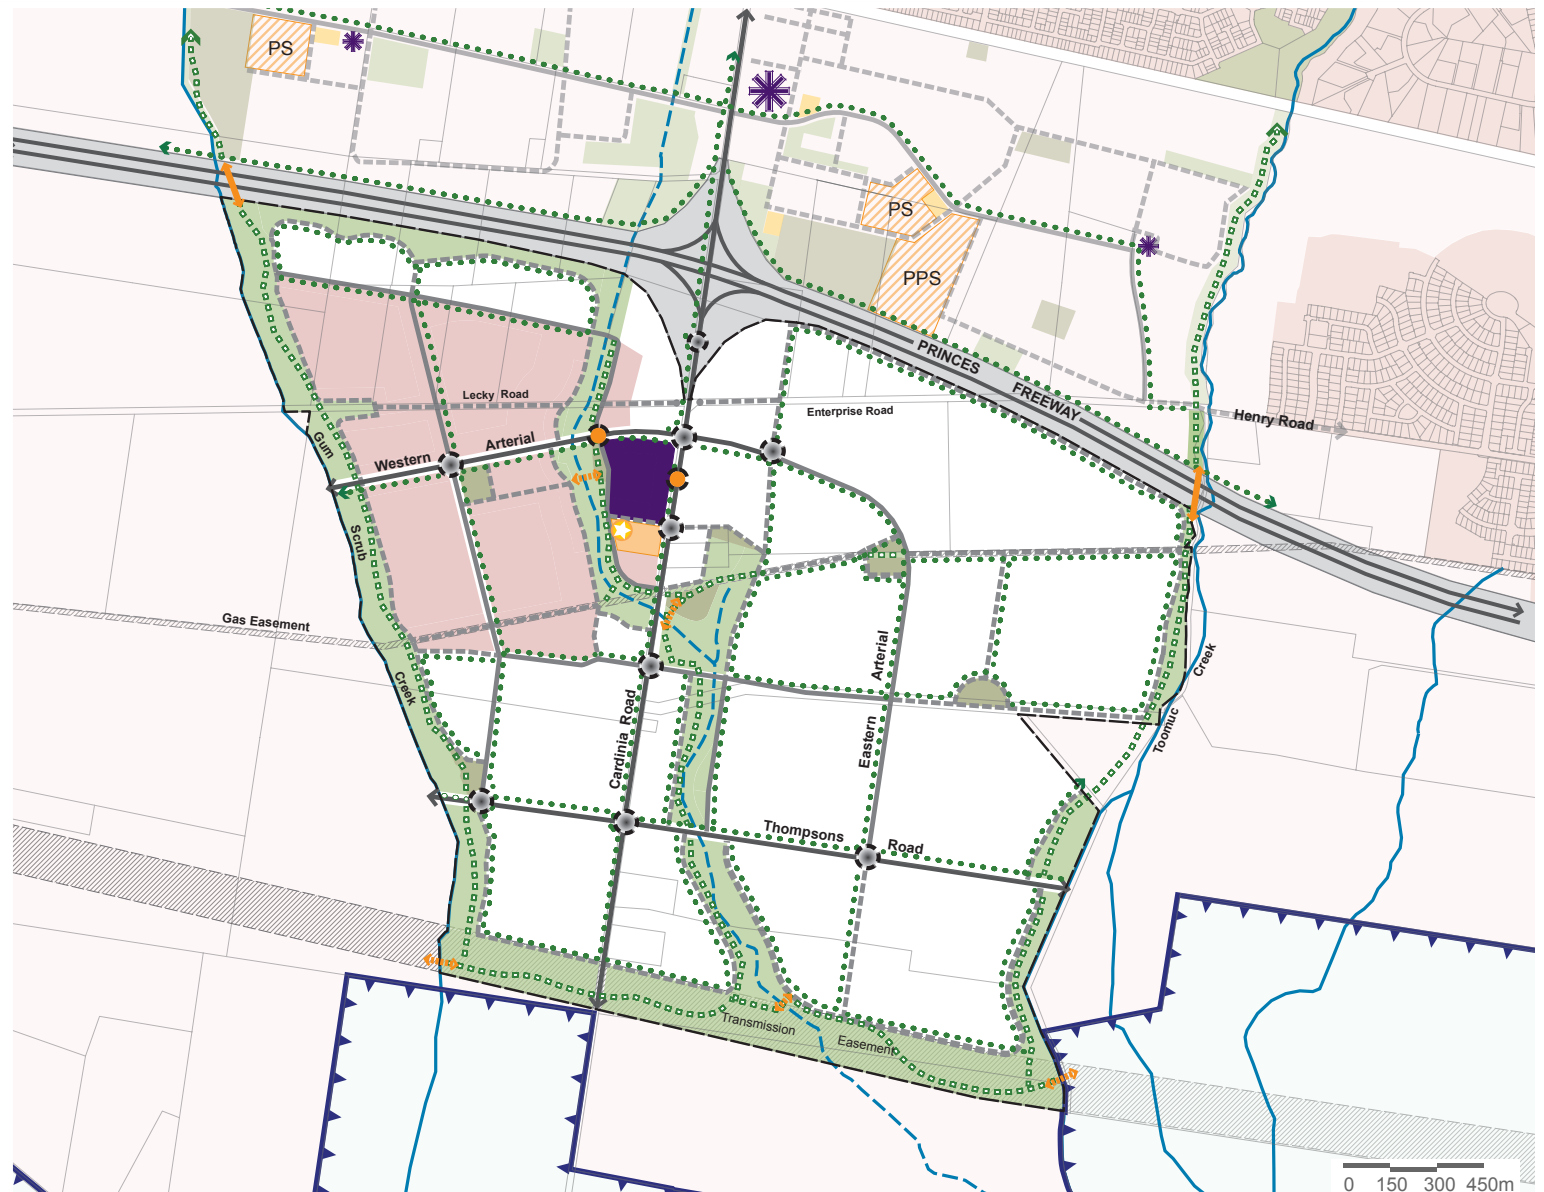 PS
PS
PPS
PRINCES
FREEWAY
Lecky Road
Enterprise Road
Henry Road
Western
Arterial
Gum
Scrub
Creek
Gas Easement
Arterial
Eastern
Cardinia Road
Creek
Toomuc
Thompsons
Road
Transmission
Easement
0 150 300 450m